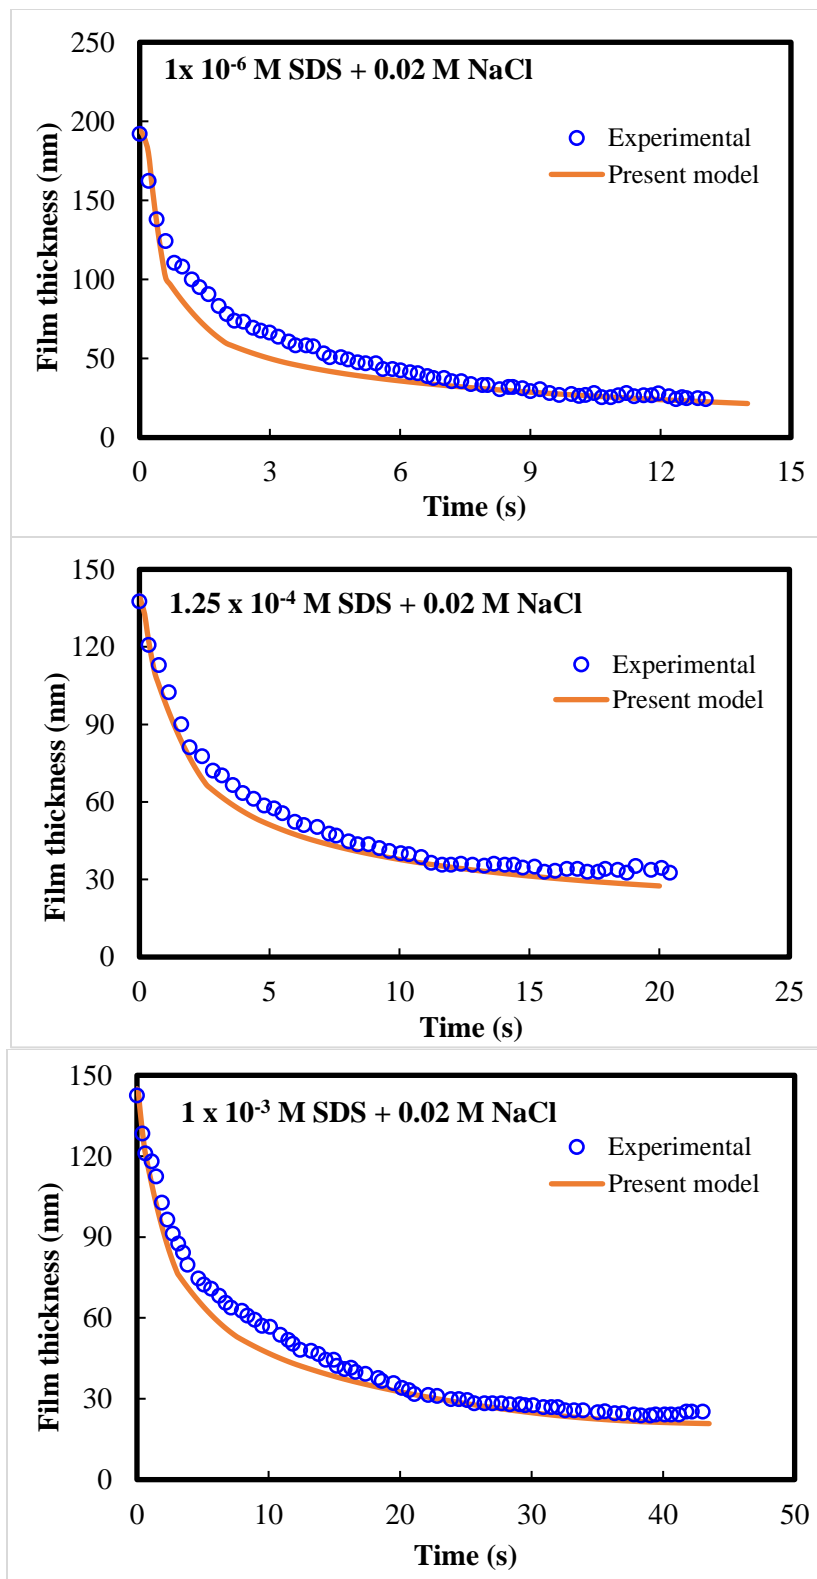 1x 10⁻⁶ M SDS + 0.02 M NaCl
Experimental
Present model
Film thickness (nm)
250
200
150
100
50
0
0 3 6 9 12 15
Time (s)
1.25 x 10⁻⁴ M SDS + 0.02 M NaCl
Experimental
Present model
Film thickness (nm)
150
120
90
60
30
0
0 5 10 15 20 25
Time (s)
1 x 10⁻³ M SDS + 0.02 M NaCl
Experimental
Present model
Film thickness (nm)
150
120
90
60
30
0
0 10 20 30 40 50
Time (s)